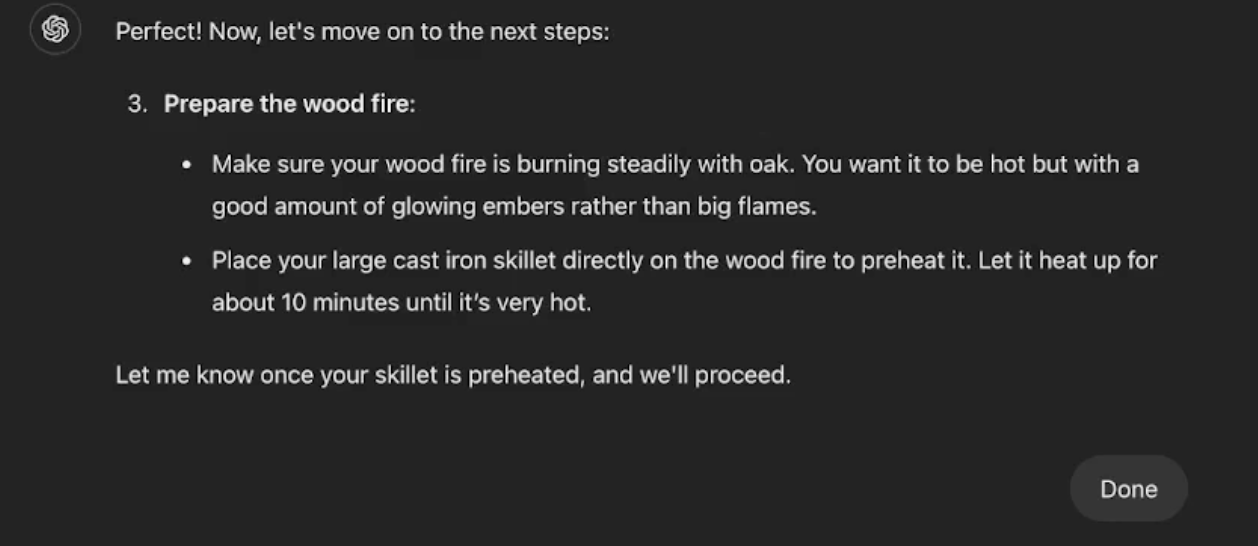 Perfect! Now, let's move on to the next steps:
3. Prepare the wood fire:
• Make sure your wood fire is burning steadily with oak. You want it to be hot but with a
good amount of glowing embers rather than big flames.
• Place your large cast iron skillet directly on the wood fire to preheat it. Let it heat up for
about 10 minutes until it’s very hot.
Let me know once your skillet is preheated, and we'll proceed.
Done